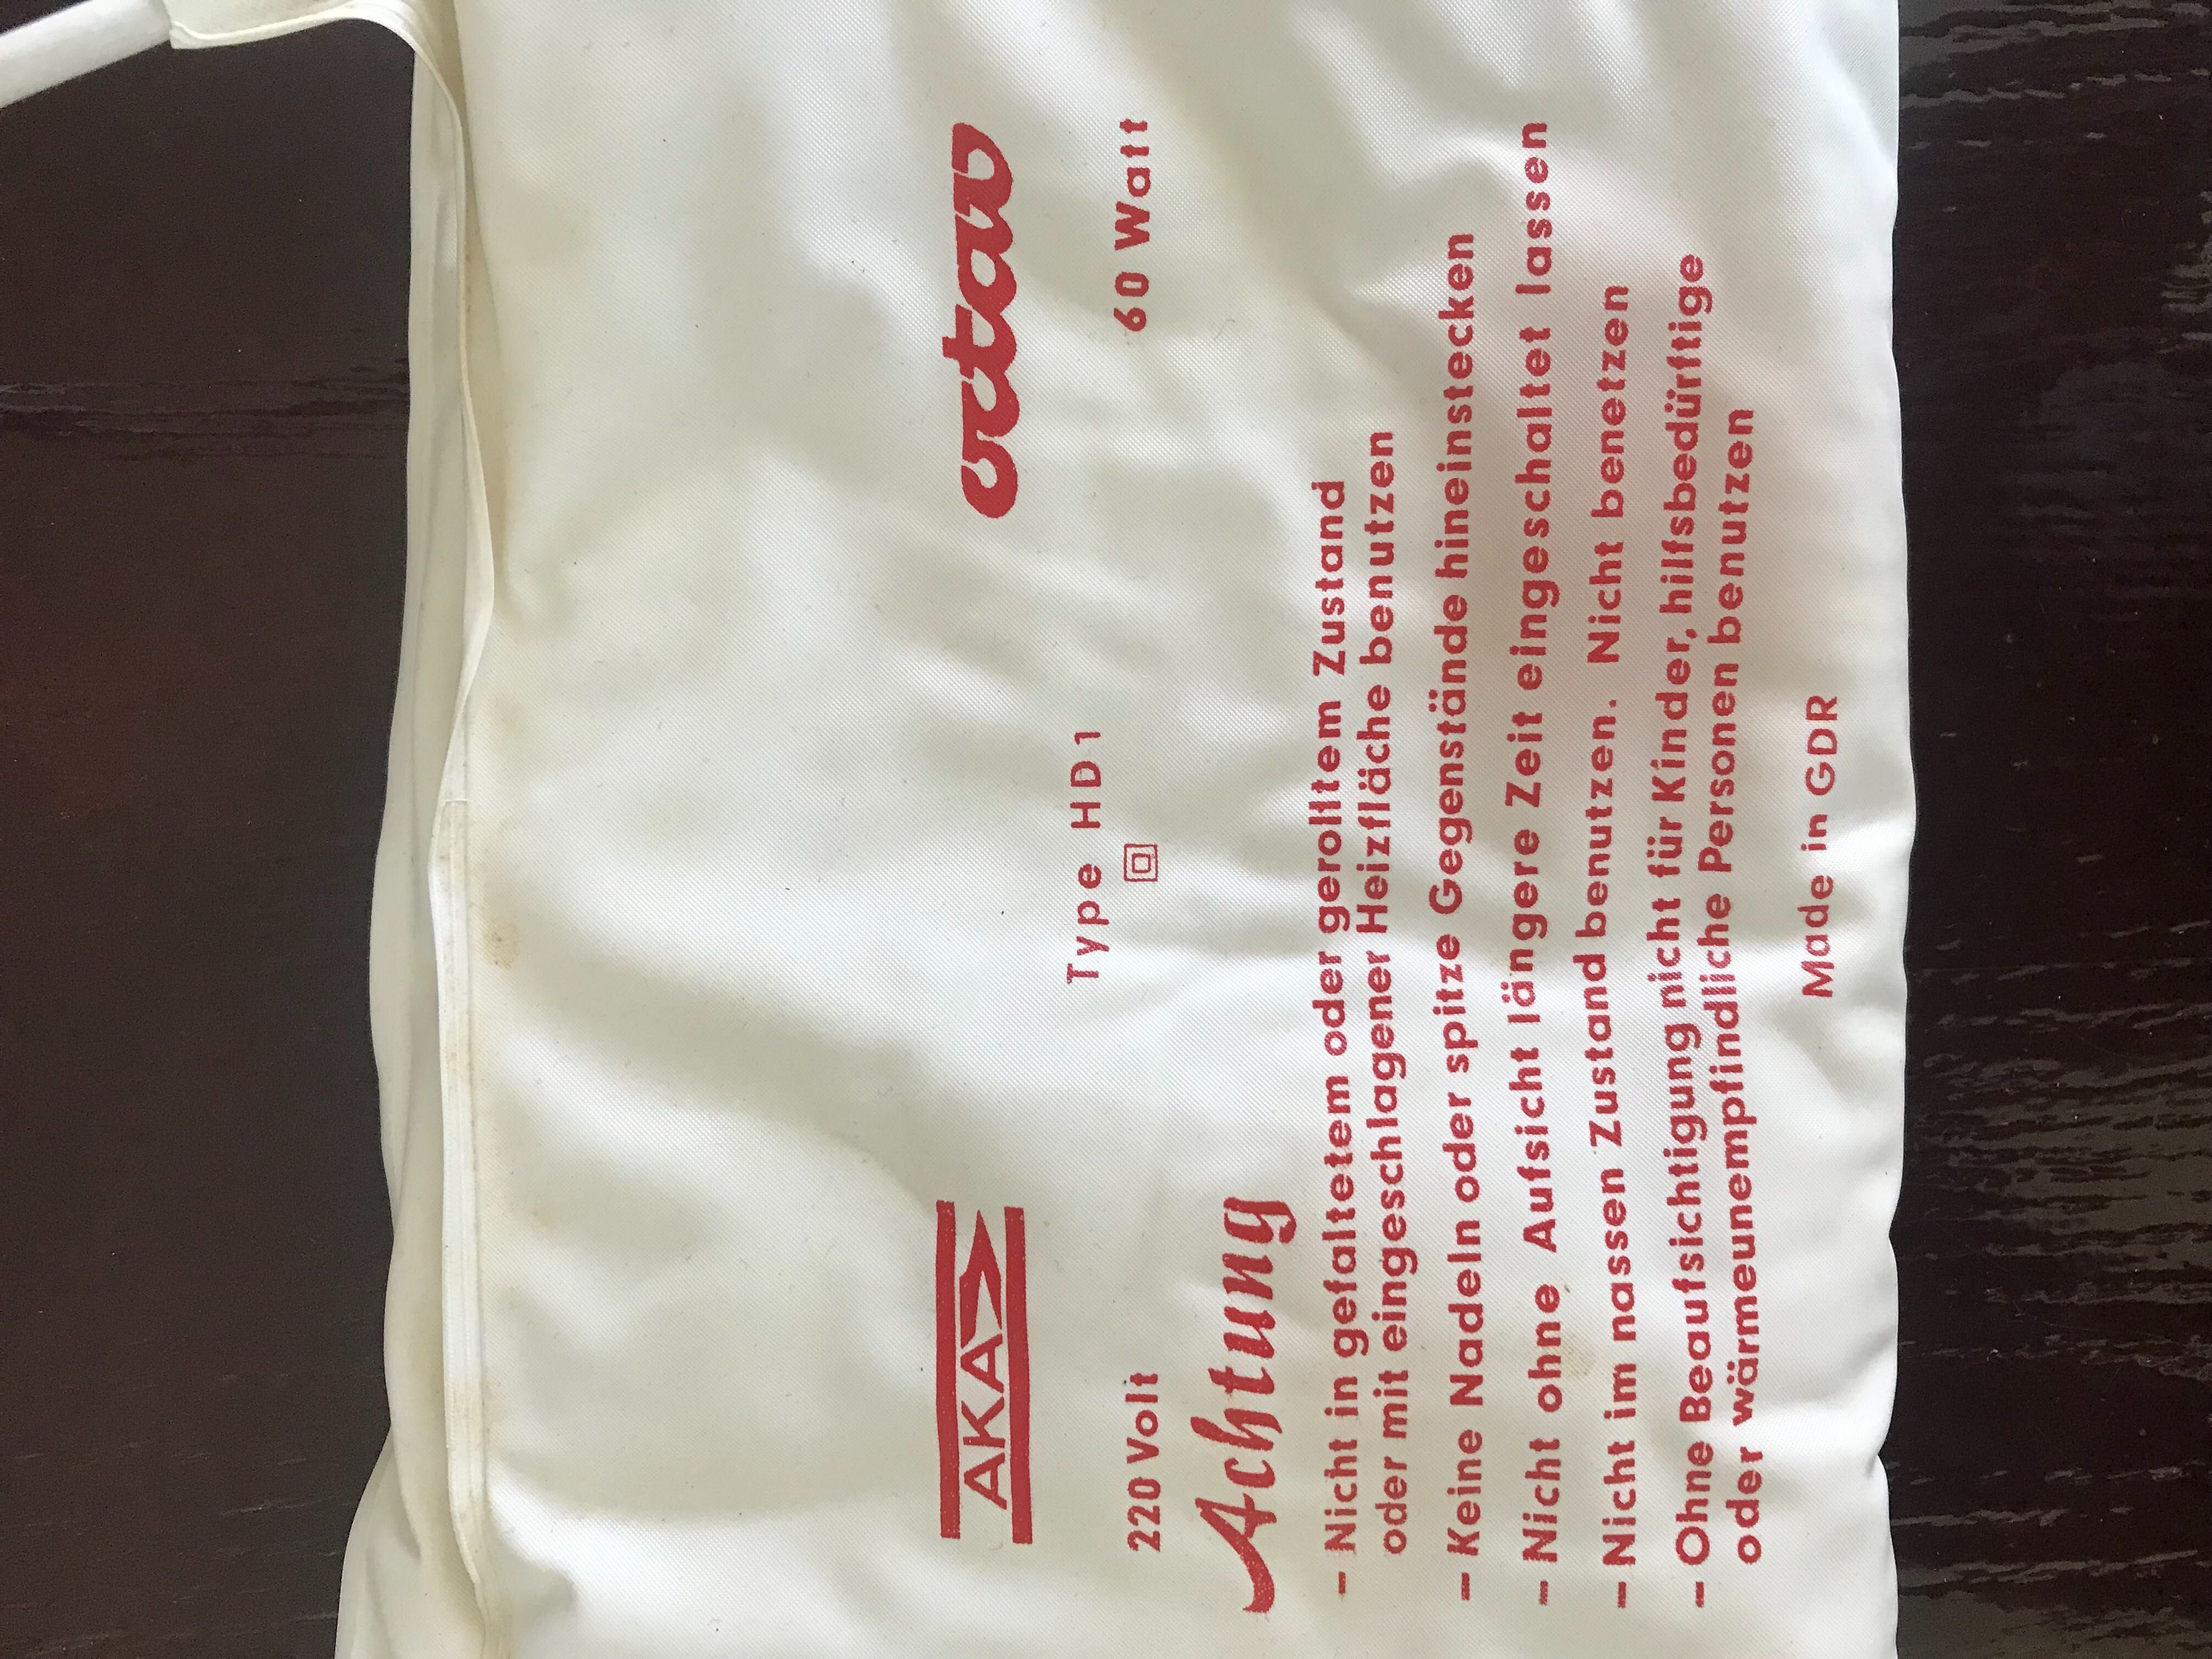 AKA
octav
Type HD1
220 Volt
60 Watt
Achtung
– Nicht in gefaltetem oder gerolltem Zustand
oder mit eingeschlagener Heizfläche benutzen
– Keine Nadeln oder spitze Gegenstände hineinstecken
– Nicht ohne Aufsicht längere Zeit eingeschaltet lassen
– Nicht im nassen Zustand benutzen. Nicht benetzen
– Ohne Beaufsichtigung nicht für Kinder, hilfsbedürftige
oder wärmeunempfindliche Personen benutzen
Made in GDR